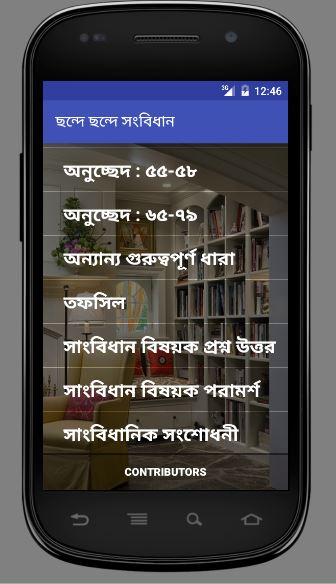 3G 12:46
ছন্দে ছন্দে সংবিধান
অনুচ্ছেদ : ৫৫-৫৮
অনুচ্ছেদ : ৬৫-৭৯
অন্যান্য গুরুত্বপূর্ণ ধারা
তফসিল
সাংবিধান বিষয়ক প্রশ্ন উত্তর
সাংবিধান বিষয়ক পরামর্শ
সাংবিধানিক সংশোধনী
CONTRIBUTORS